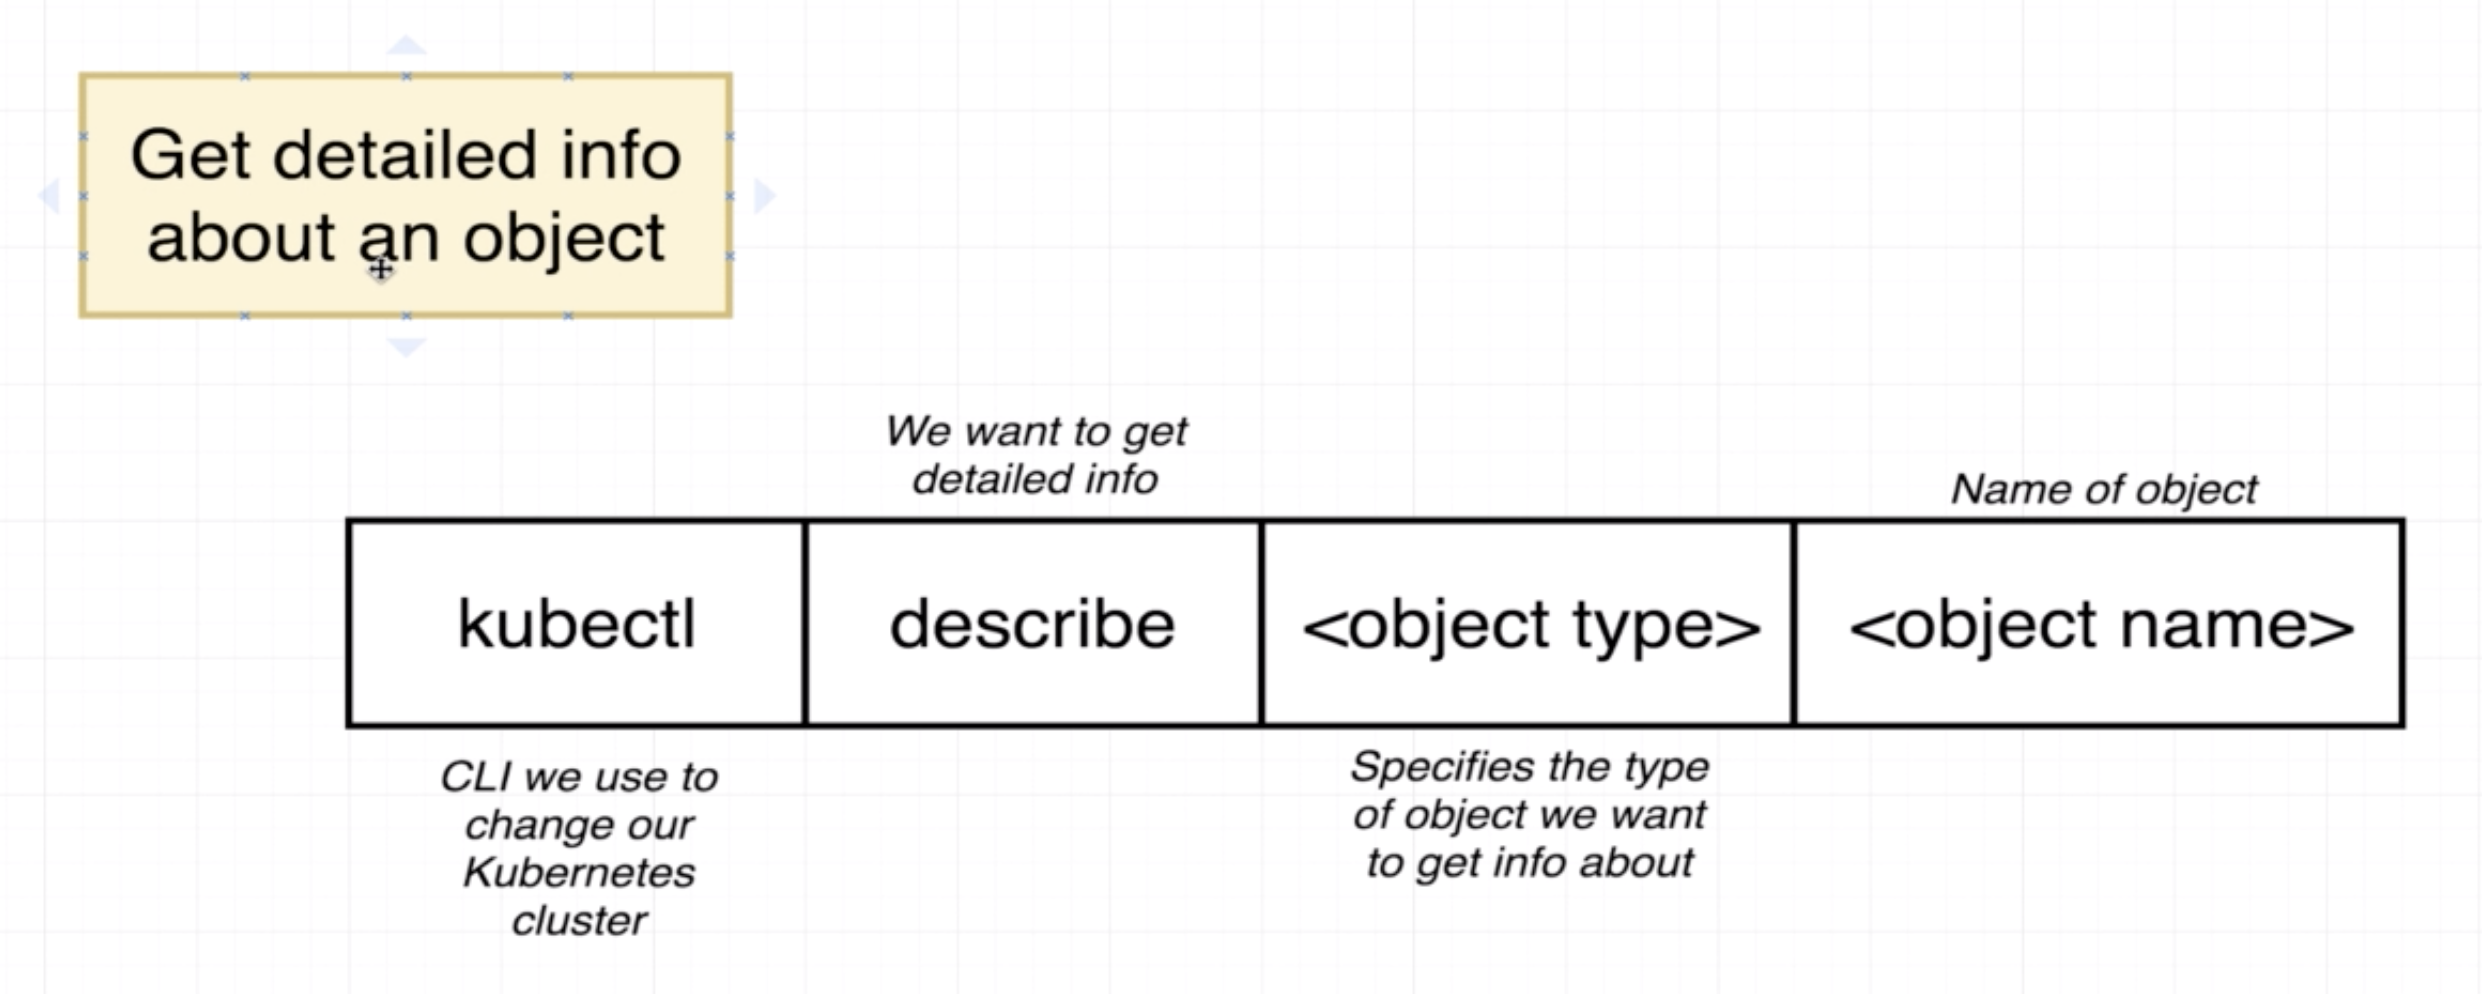 Get detailed info
about an object
We want to get
detailed info
Name of object
kubectl
describe
<object type>
<object name>
CLI we use to
change our
Kubernetes
cluster
Specifies the type
of object we want
to get info about